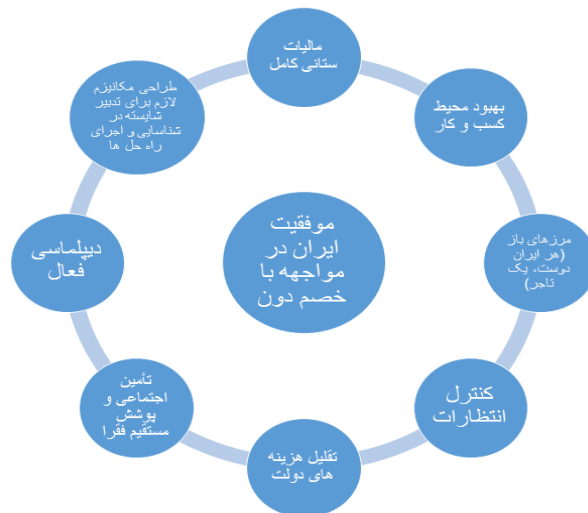 مالیات
ستانی کامل
بهبود محیط
کسب و کار
مرزهای باز
(هر ایران
دوست، یک
تاجر)
کنترل
انتظارات
تقلیل هزینه
های دولت
تأمین
اجتماعی و
پوشش
مستقیم فقرا
دیپلماسی
فعال
طراحی مکانیزم
لازم برای تدبیر
شایسته در
شناسایی و اجرای
راه حل ها
موفقیت
ایران در
مواجهه با
خصم دون